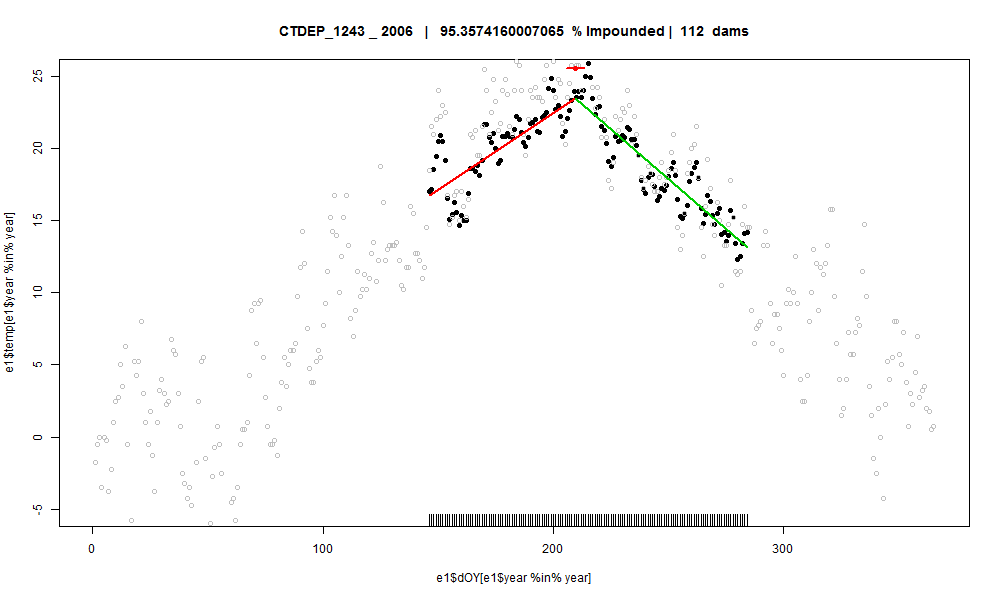 CTDEP_1243 _ 2006 | 95.3574160007065 % Impounded | 112 dams
e1$temp[e1$year %in% year]
25
20
15
10
5
0
-5
0 100 200 300
e1$dOY[e1$year %in% year]